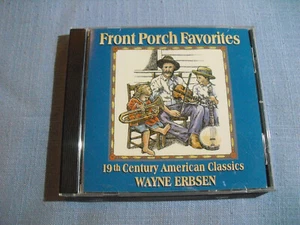 Front Porch Favorites
19th Century American Classics
WAYNE ERBSEN